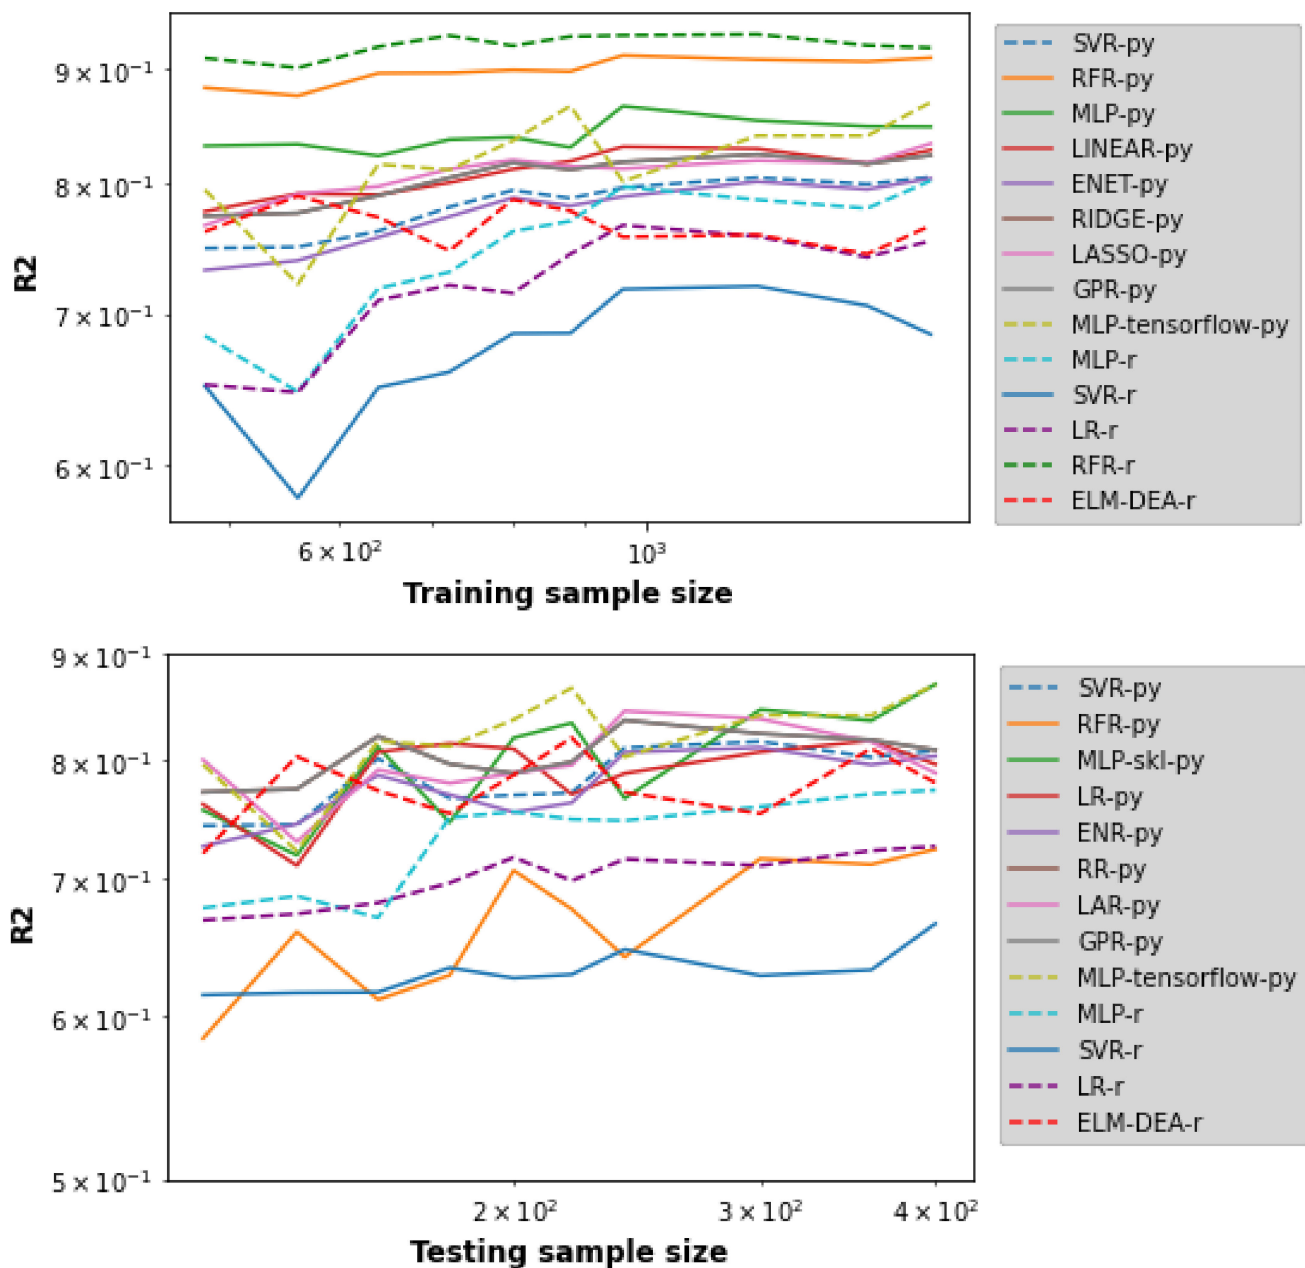 9 × 10⁻¹
8 × 10⁻¹
7 × 10⁻¹
6 × 10⁻¹
R2
6 × 10²
10³
Training sample size
SVR-py
RFR-py
MLP-py
LINEAR-py
ENET-py
RIDGE-py
LASSO-py
GPR-py
MLP-tensorflow-py
MLP-r
SVR-r
LR-r
RFR-r
ELM-DEA-r
9 × 10⁻¹
8 × 10⁻¹
7 × 10⁻¹
6 × 10⁻¹
5 × 10⁻¹
R2
2 × 10²
3 × 10²
4 × 10²
Testing sample size
SVR-py
RFR-py
MLP-skl-py
LR-py
ENR-py
RR-py
LAR-py
GPR-py
MLP-tensorflow-py
MLP-r
SVR-r
LR-r
ELM-DEA-r